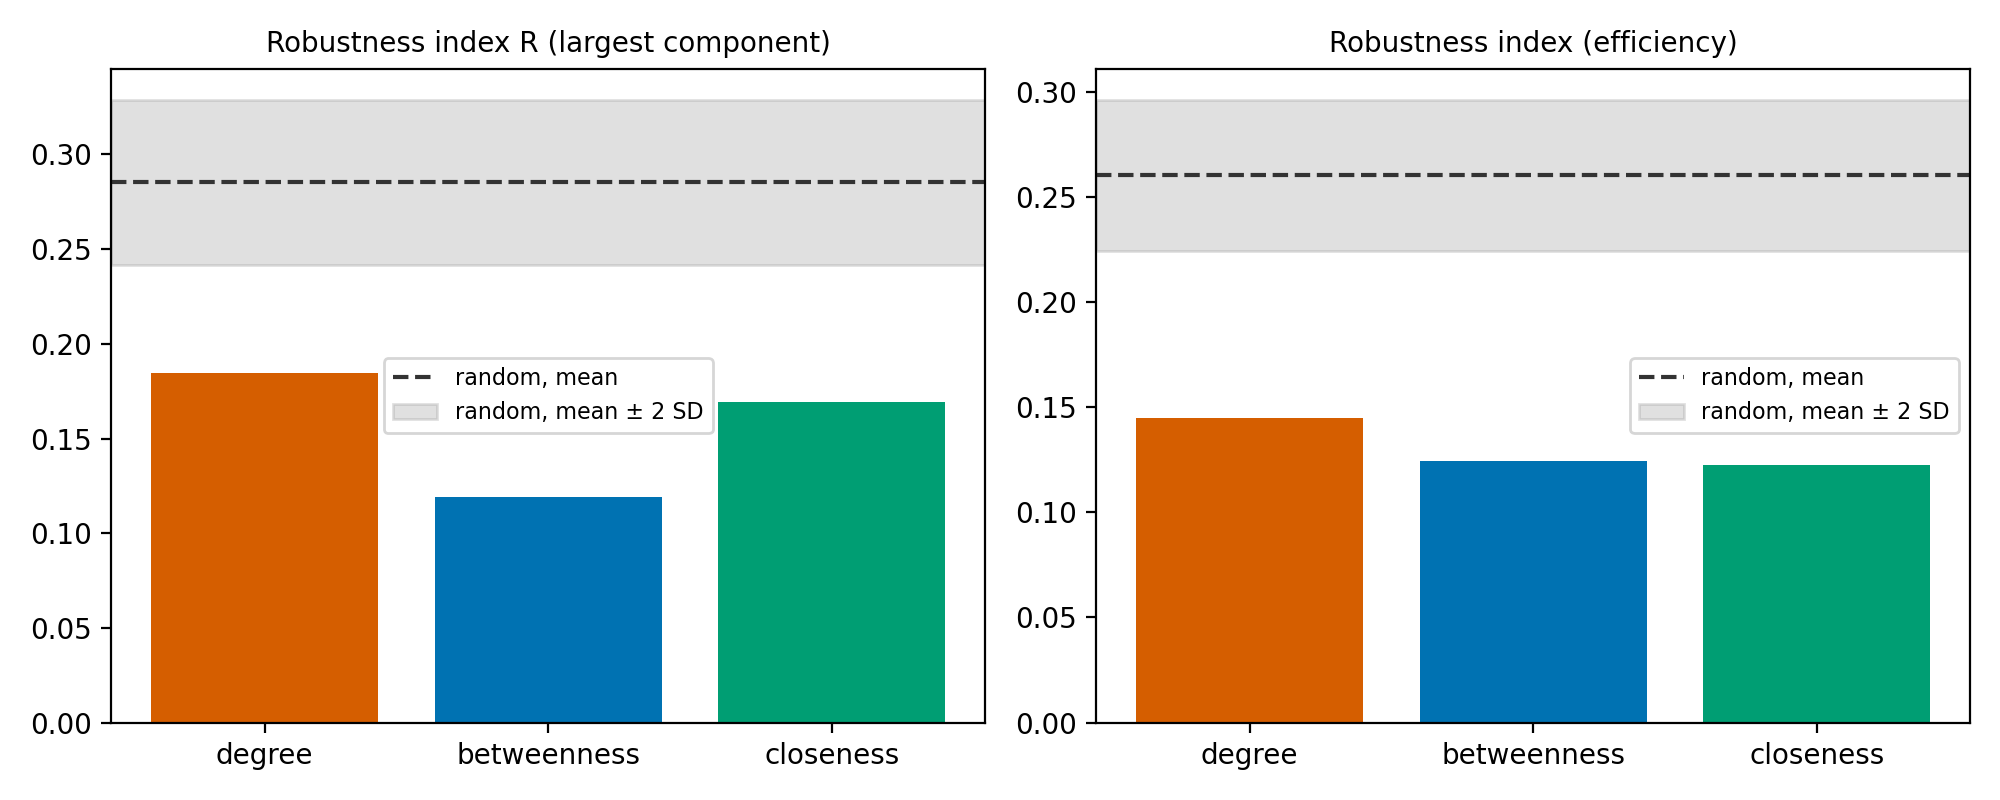 Robustness index R (largest component)
0.30
0.25
0.20
0.15
0.10
0.05
0.00
random, mean
random, mean ± 2 SD
degree
betweenness
closeness
Robustness index (efficiency)
0.30
0.25
0.20
0.15
0.10
0.05
0.00
random, mean
random, mean ± 2 SD
degree
betweenness
closeness